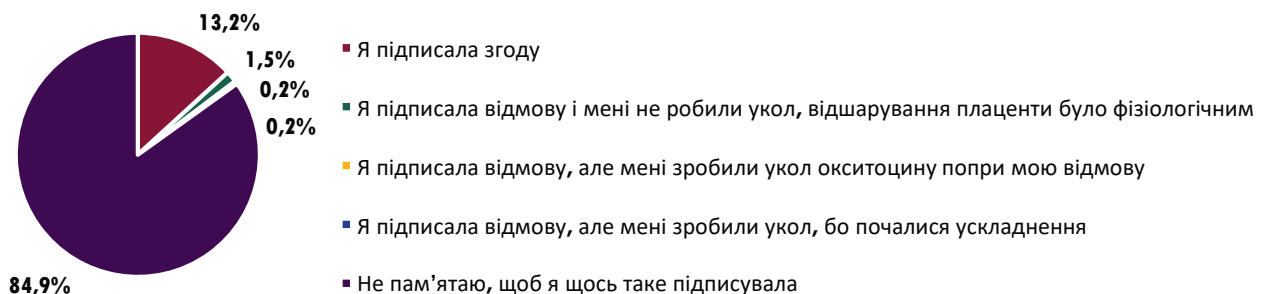 13,2%
1,5%
0,2%
0,2%
84,9%
Я підписала згоду
Я підписала відмову і мені не робили укол, відшарування плаценти було фізіологічним
Я підписала відмову, але мені зробили укол окситоцину попри мою відмову
Я підписала відмову, але мені зробили укол, бо почалися ускладнення
Не пам’ятаю, щоб я щось таке підписувала